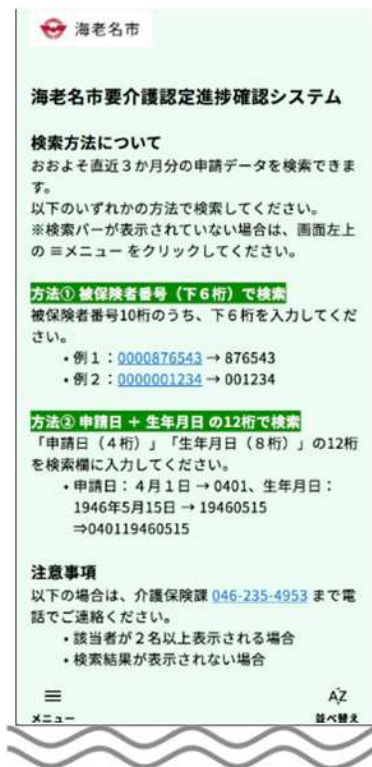 海老名市
海老名市要介護認定進捗確認システム
検索方法について
おおよそ直近３か月分の申請データを検索できま
す。
以下のいずれかの方法で検索してください。
※検索バーが表示されていない場合は、画面左上
の ≡メニュー をクリックしてください。
方法① 被保険者番号（下６桁）で検索
被保険者番号10桁のうち、下６桁を入力してくだ
さい。
・例１：0000876543 → 876543
・例２：0000001234 → 001234
方法② 申請日 + 生年月日 の12桁で検索
「申請日（４桁）」「生年月日（８桁）」の12桁
を検索欄に入力してください。
・申請日：４月１日 → 0401、生年月日：
1946年5月15日 → 19460515
⇒040119460515
注意事項
以下の場合は、介護保険課 046-235-4953 まで電
話でご連絡ください。
・該当者が２名以上表示される場合
・検索結果が表示されない場合
メニュー
AZ
並べ替え